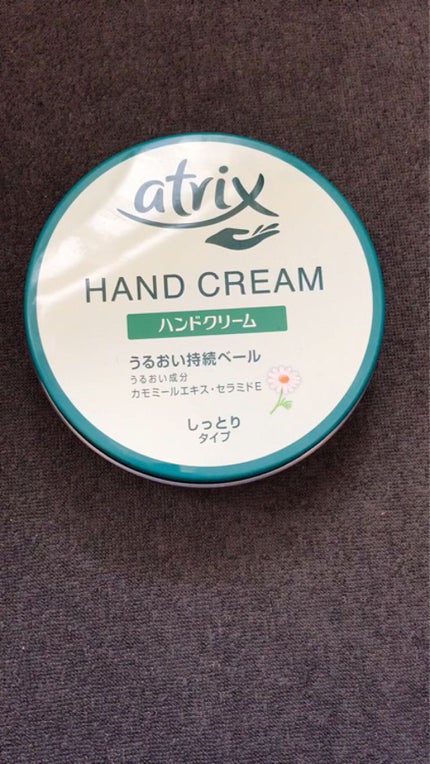 atrix
HAND CREAM
ハンドクリーム
うるおい持続ベール
うるおい成分
カモミールエキス・セラミドE
しっとり
タイプ